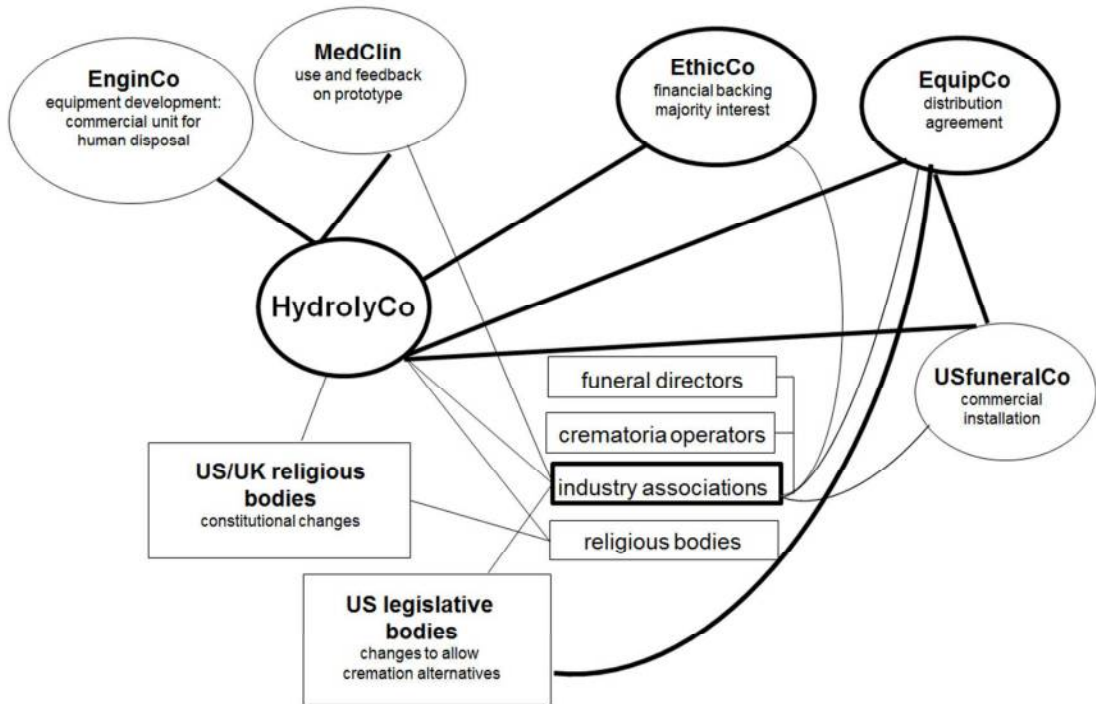 EnginCo
equipment development:
commercial unit for
human disposal
MedClin
use and feedback
on prototype
EthicCo
financial backing
majority interest
EquipCo
distribution
agreement
HydrolyCo
USfuneralCo
commercial
installation
funeral directors
crematoria operators
industry associations
religious bodies
US/UK religious
bodies
constitutional changes
US legislative
bodies
changes to allow
cremation alternatives